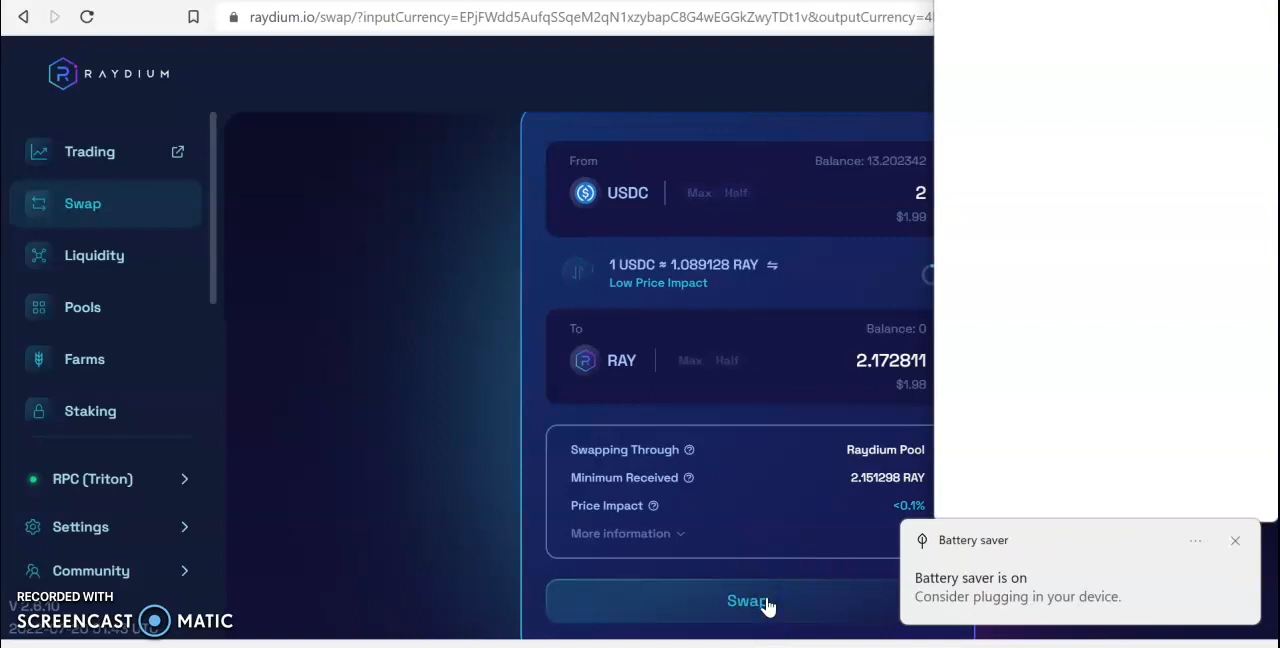 raydium.io/swap/?inputCurrency=EPjFWdd5AufqSSqeM2qN1xzybapC8G4wEGGkZwyTDt1v&outputCurrency=4
RAYDIUM
Trading
Swap
Liquidity
Pools
Farms
Staking
RPC (Triton)
Settings
Community
RECORDED WITH
SCREENCAST MATIC
From
Balance: 13.202342
USDC
Max Half
2
$1.99
1 USDC ≈ 1.089128 RAY
Low Price Impact
To
Balance: 0
RAY
Max Half
2.172811
$1.98
Swapping Through
Raydium Pool
Minimum Received
2.151298 RAY
Price Impact
<0.1%
More information
Swap
Battery saver
Battery saver is on
Consider plugging in your device.